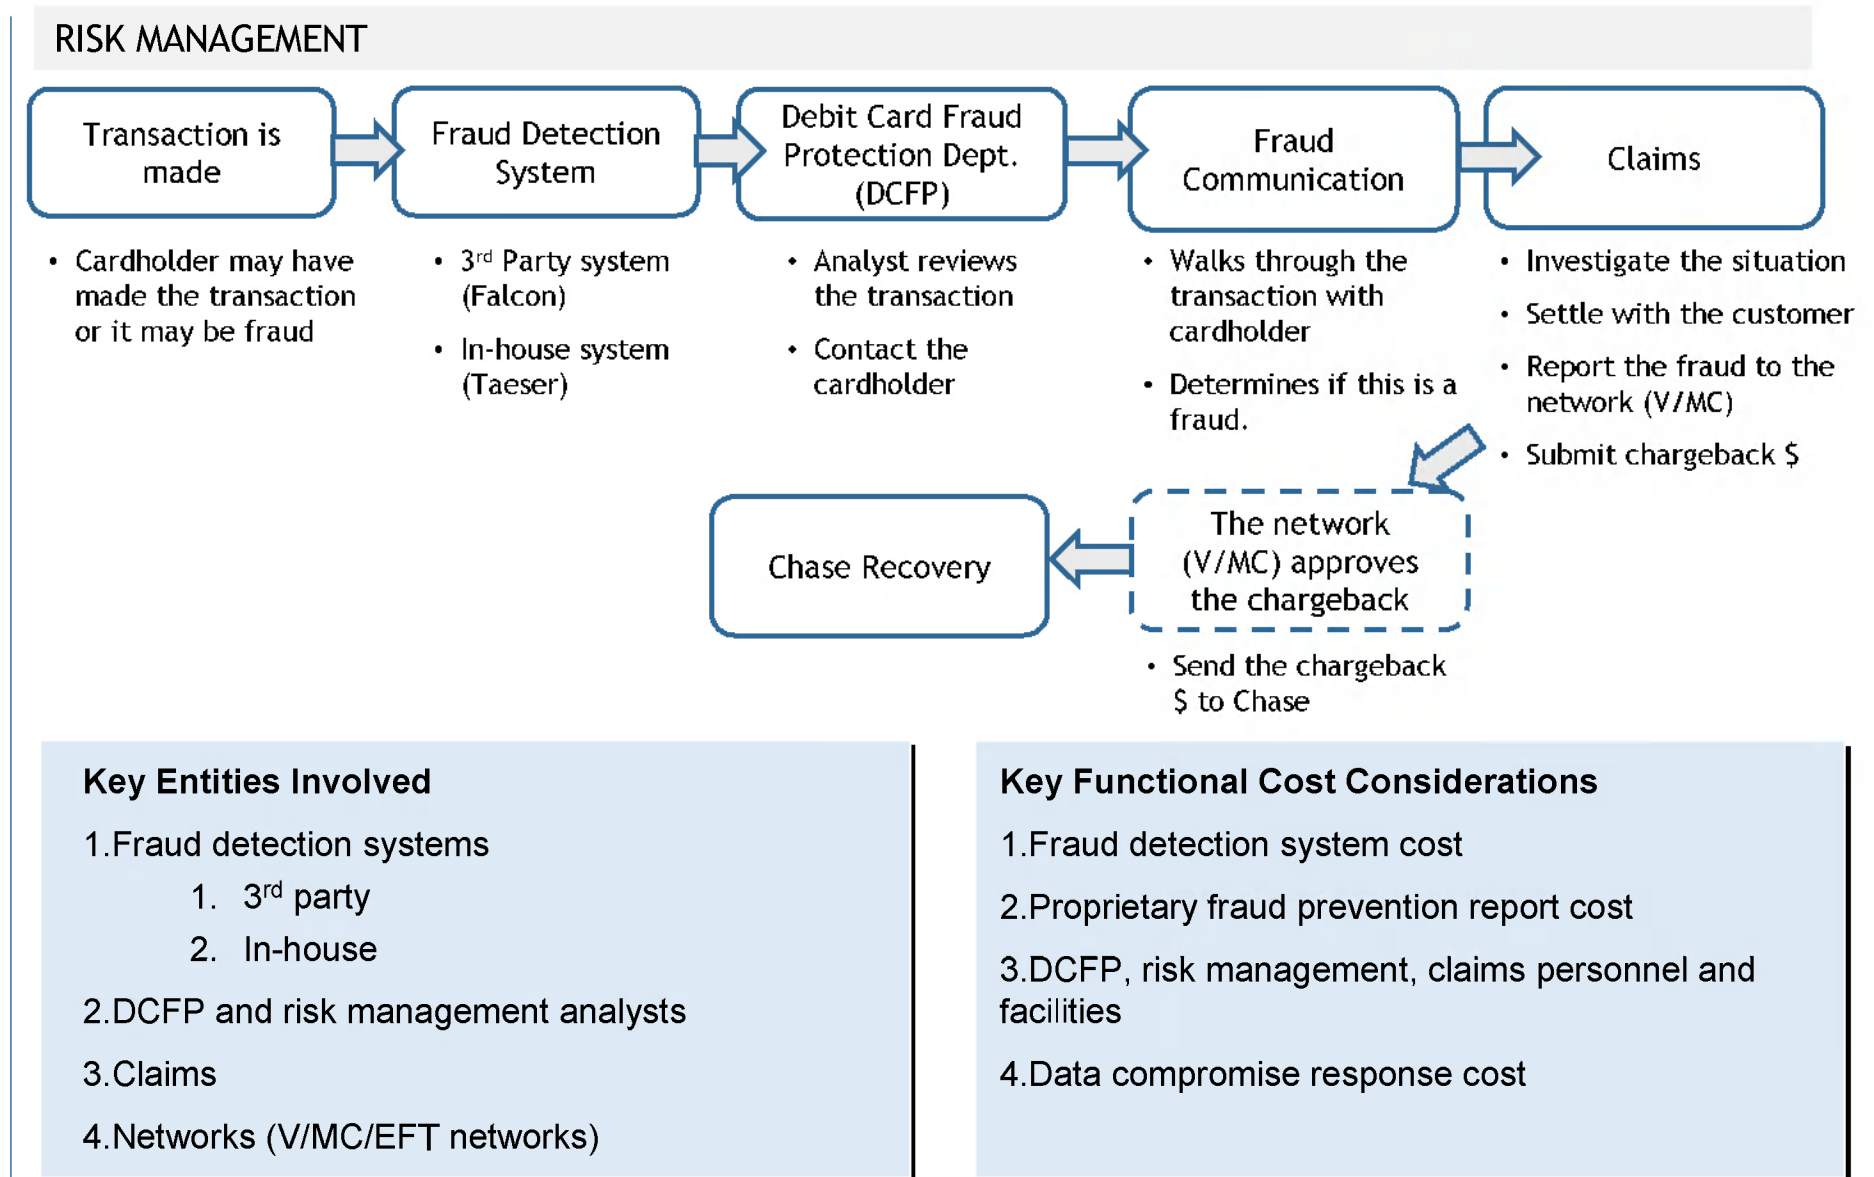 RISK MANAGEMENT
Transaction is
made
Fraud Detection
System
Debit Card Fraud
Protection Dept.
(DCFP)
Fraud
Communication
Claims
• Cardholder may have
made the transaction
or it may be fraud
• 3rd Party system
(Falcon)
• In-house system
(Taeser)
• Analyst reviews
the transaction
• Contact the
cardholder
• Walks through the
transaction with
cardholder
• Determines if this is a
fraud.
• Investigate the situation
• Settle with the customer
• Report the fraud to the
network (V/MC)
• Submit chargeback $
The network
(V/MC) approves
the chargeback
• Send the chargeback
$ to Chase
Chase Recovery
Key Entities Involved
1.Fraud detection systems
1. 3rd party
2. In-house
2.DCFP and risk management analysts
3.Claims
4.Networks (V/MC/EFT networks)
Key Functional Cost Considerations
1.Fraud detection system cost
2.Proprietary fraud prevention report cost
3.DCFP, risk management, claims personnel and
facilities
4.Data compromise response cost